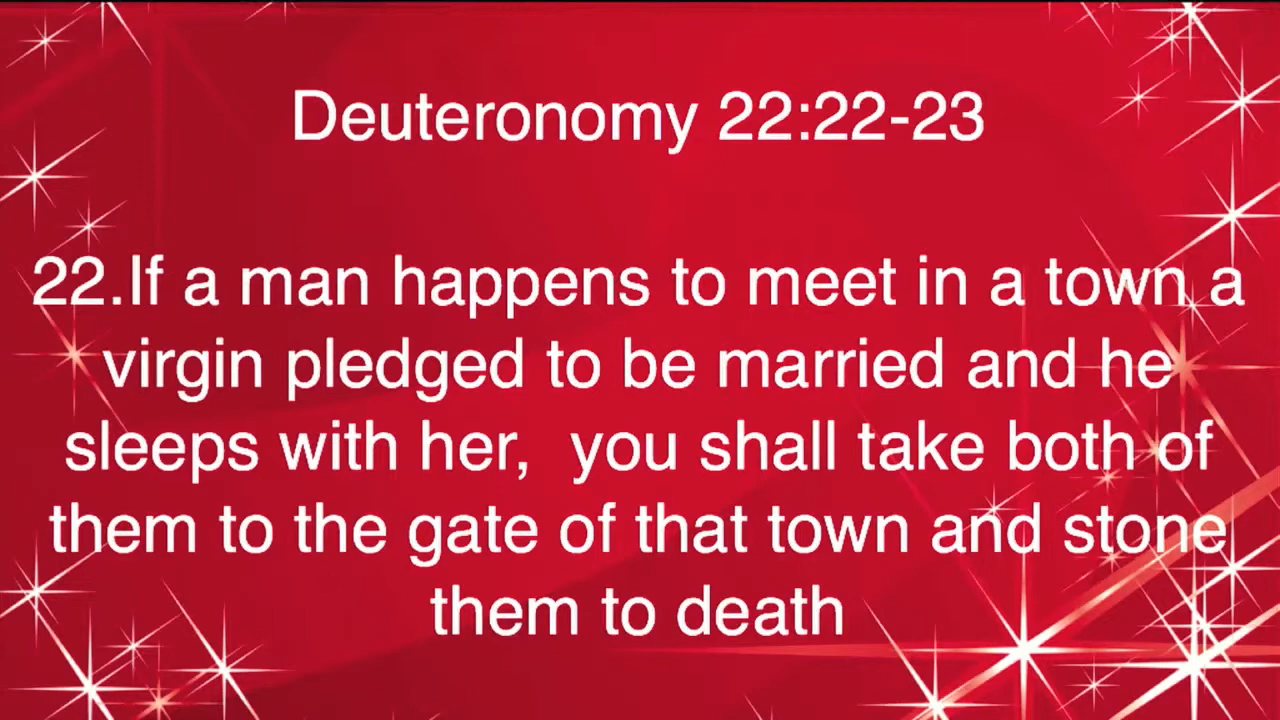 Deuteronomy 22:22-23
22.If a man happens to meet in a town a
virgin pledged to be married and he
sleeps with her,  you shall take both of
them to the gate of that town and stone
them to death